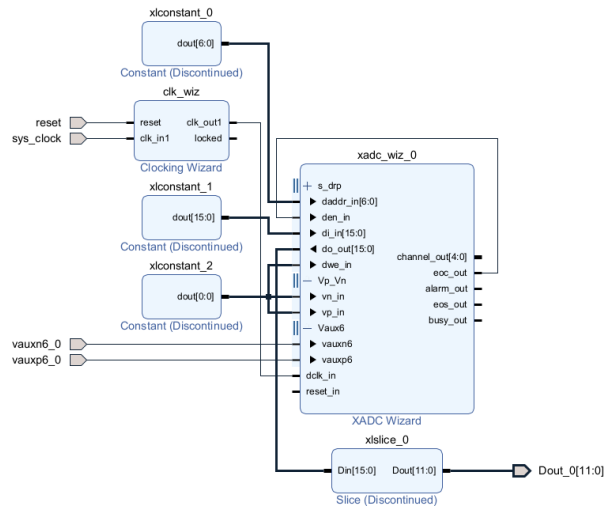 xlconstant_0
dout[6:0]
Constant (Discontinued)
clk_wiz
reset
sys_clock
reset
clk_in1
clk_out1
locked
Clocking Wizard
xlconstant_1
dout[15:0]
Constant (Discontinued)
xlconstant_2
dout[0:0]
Constant (Discontinued)
vauxn6_0
vauxp6_0
xadc_wiz_0
s_drp
daddr_in[6:0]
den_in
di_in[15:0]
do_out[15:0]
dwe_in
Vp_Vn
vn_in
vp_in
Vaux6
vauxn6
vauxp6
dclk_in
reset_in
channel_out[4:0]
eoc_out
alarm_out
eos_out
busy_out
XADC Wizard
xlslice_0
Din[15:0]
Dout[11:0]
Slice (Discontinued)
Dout_0[11:0]